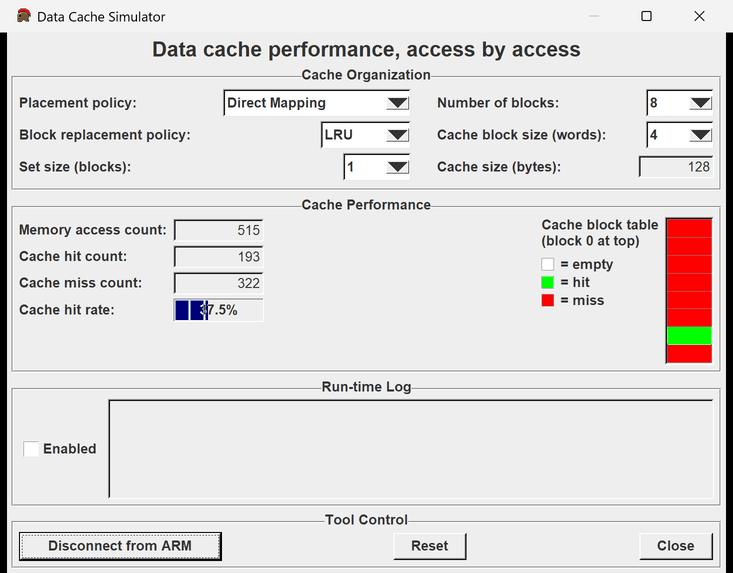 Data Cache Simulator
Data cache performance, access by access
Cache Organization
Placement policy: Direct Mapping Number of blocks: 8
Block replacement policy: LRU Cache block size (words): 4
Set size (blocks): 1 Cache size (bytes): 128
Cache Performance
Memory access count: 515
Cache hit count: 193
Cache miss count: 322
Cache hit rate: 37.5%
Cache block table
(block 0 at top)
= empty
= hit
= miss
Run-time Log
Enabled
Tool Control
Disconnect from ARM Reset Close